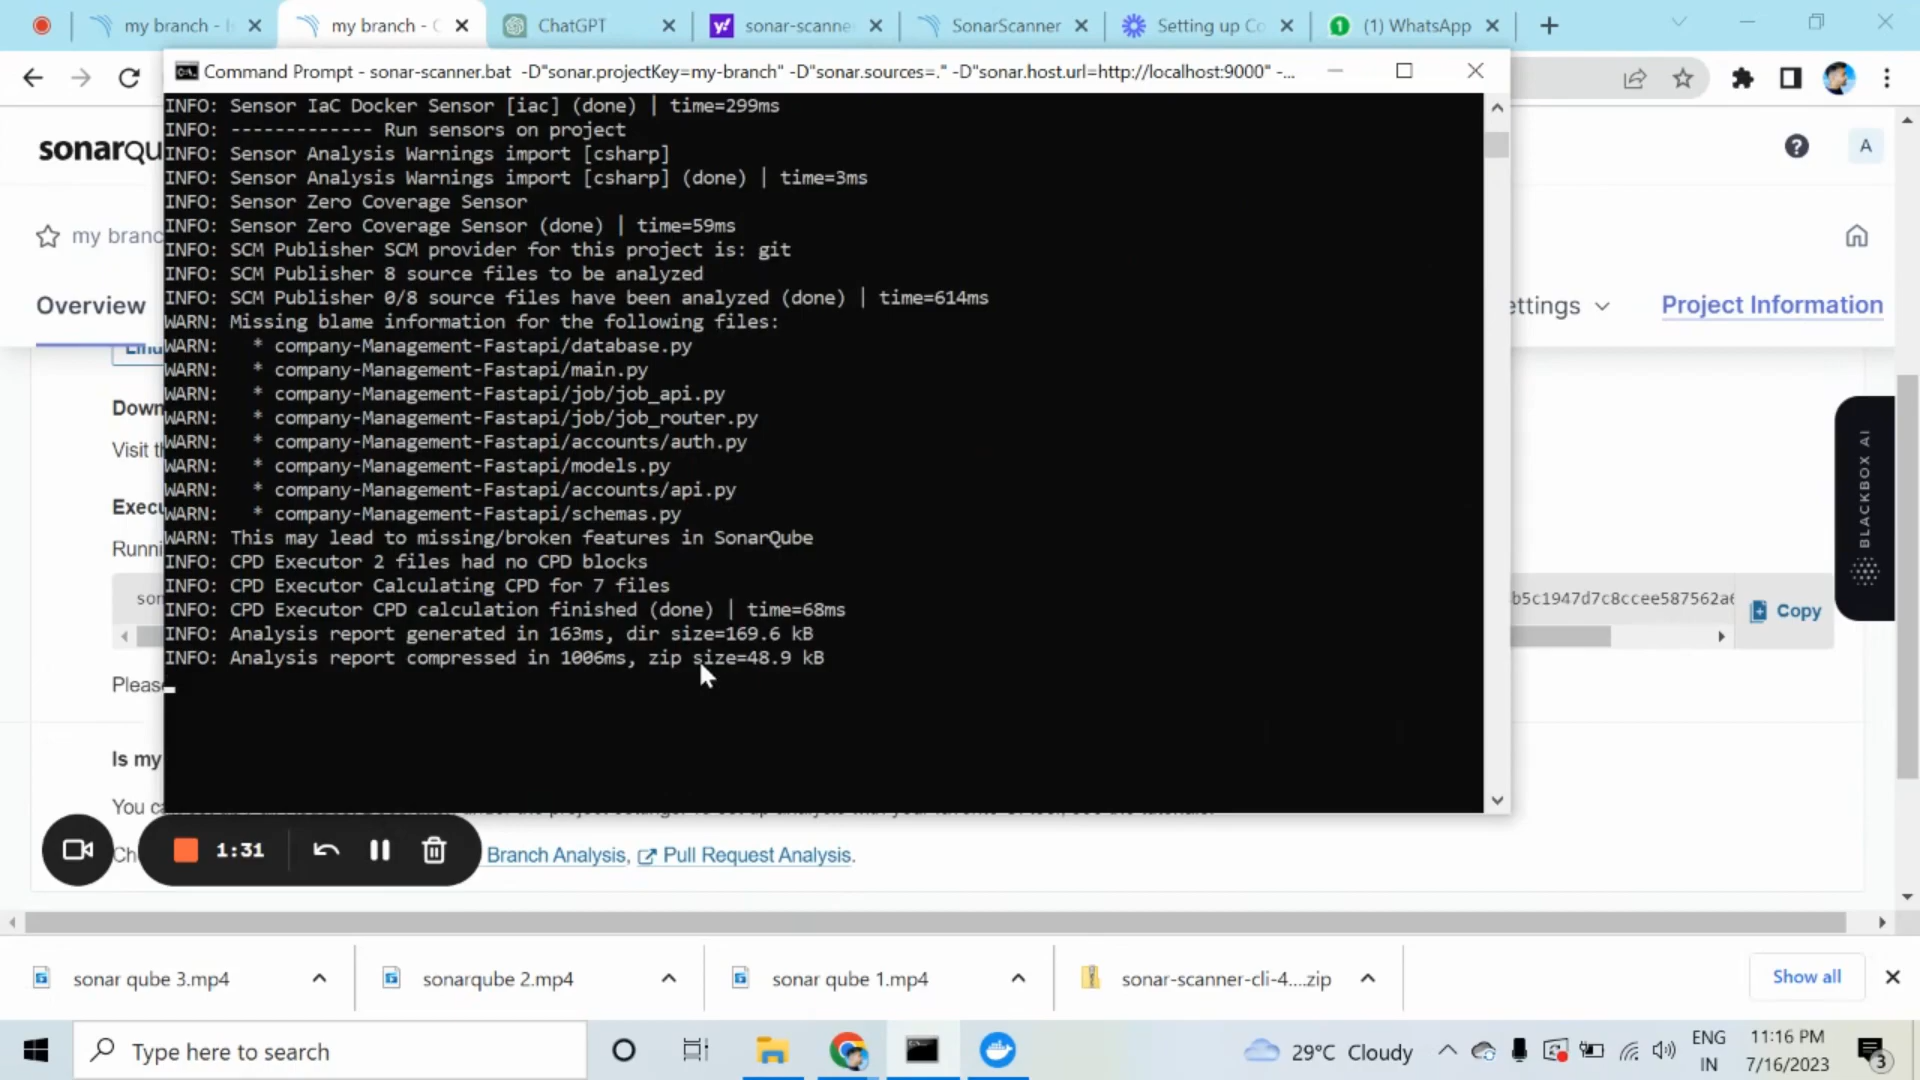 my branch - I
my branch - C
ChatGPT
sonar-scanne
SonarScanner
Setting up Co
(1) WhatsApp
Command Prompt - sonar-scanner.bat -D"sonar.projectKey=my-branch" -D"sonar.sources=." -D"sonar.host.url=http://localhost:9000" -...
INFO: Sensor IaC Docker Sensor [iac] (done) | time=299ms
INFO: ------------- Run sensors on project
INFO: Sensor Analysis Warnings import [csharp]
INFO: Sensor Analysis Warnings import [csharp] (done) | time=3ms
INFO: Sensor Zero Coverage Sensor
INFO: Sensor Zero Coverage Sensor (done) | time=59ms
INFO: SCM Publisher SCM provider for this project is: git
INFO: SCM Publisher 8 source files to be analyzed
INFO: SCM Publisher 0/8 source files have been analyzed (done) | time=614ms
WARN: Missing blame information for the following files:
WARN:   * company-Management-Fastapi/database.py
WARN:   * company-Management-Fastapi/main.py
WARN:   * company-Management-Fastapi/job/job_api.py
WARN:   * company-Management-Fastapi/job/job_router.py
WARN:   * company-Management-Fastapi/accounts/auth.py
WARN:   * company-Management-Fastapi/models.py
WARN:   * company-Management-Fastapi/accounts/api.py
WARN:   * company-Management-Fastapi/schemas.py
WARN: This may lead to missing/broken features in SonarQube
INFO: CPD Executor 2 files had no CPD blocks
INFO: CPD Executor Calculating CPD for 7 files
INFO: CPD Executor CPD calculation finished (done) | time=68ms
INFO: Analysis report generated in 163ms, dir size=169.6 kB
INFO: Analysis report compressed in 1006ms, zip size=48.9 kB
sonarqu
A
my branc
Overview
ettings
Project Information
Down
Visit th
Execu
Runni
son
b5c1947d7c8ccee587562a6
Copy
Please
Is my
You ca
Ch
Branch Analysis, Pull Request Analysis.
BLACKBOX AI
1:31
sonar qube 3.mp4
sonarqube 2.mp4
sonar qube 1.mp4
sonar-scanner-cli-4....zip
Show all
Type here to search
29°C Cloudy
ENG
IN
11:16 PM
7/16/2023
3